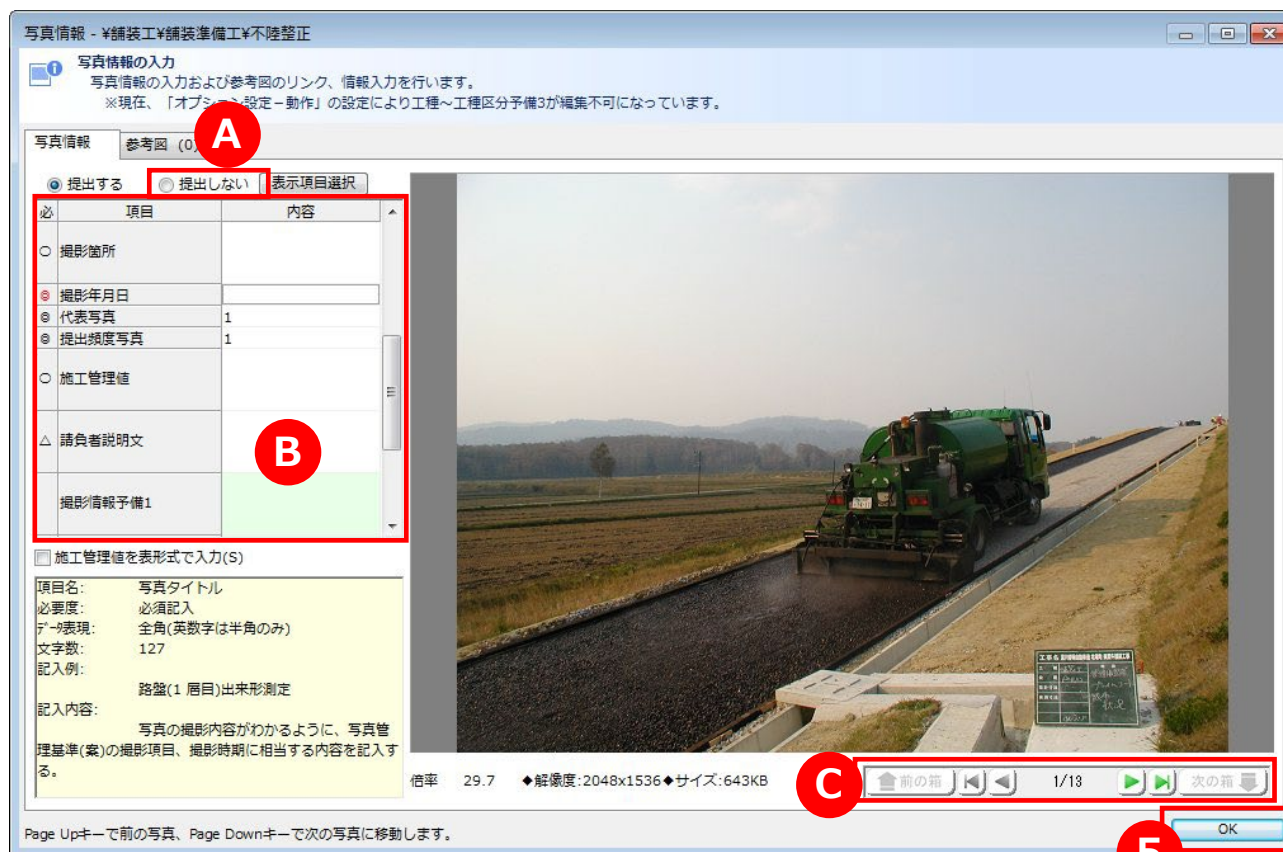 写真情報 - ¥舗装工¥舗装準備工¥不陸整正
写真情報の入力
写真情報の入力および参考図のリンク、情報入力を行います。
※現在、「オプション設定－動作」の設定により工種～工種区分予備3が編集不可になっています。
写真情報 参考図 (0)
A
提出する 提出しない 表示項目選択
必 項目 内容
○ 撮影箇所
◎ 撮影年月日
◎ 代表写真 1
◎ 提出頻度写真 1
○ 施工管理値
△ 請負者説明文
B
撮影情報予備1
施工管理値を表形式で入力(S)
項目名: 写真タイトル
必要度: 必須記入
ﾃﾞｰﾀ表現: 全角(英数字は半角のみ)
文字数: 127
記入例:
路盤(1 層目)出来形測定
記入内容:
写真の撮影内容がわかるように、写真管
理基準(案)の撮影項目、撮影時期に相当する内容を記入す
る。
倍率 29.7 ◆解像度:2048x1536◆サイズ:643KB
C
前の箱 1/13 次の箱
Page Upキーで前の写真、Page Downキーで次の写真に移動します。
OK
5